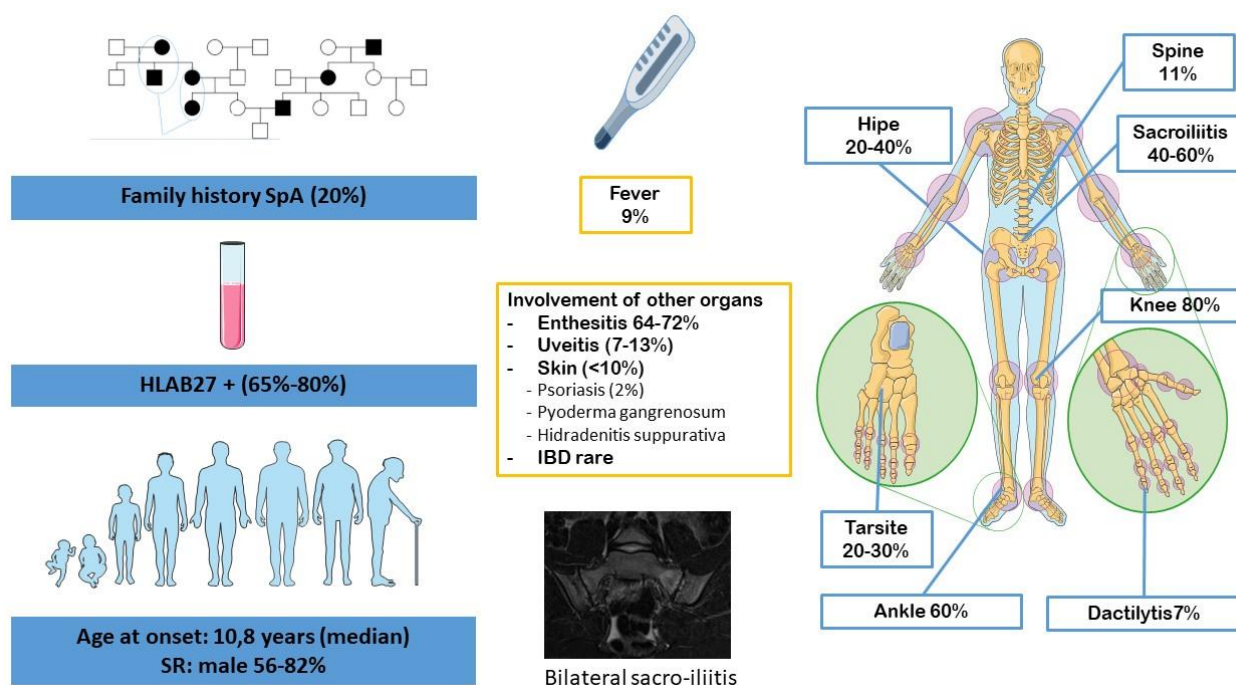 Family history SpA (20%)
HLAB27 + (65%-80%)
Age at onset: 10,8 years (median)
SR: male 56-82%
Fever
9%
Involvement of other organs
- Enthesitis 64-72%
- Uveitis (7-13%)
- Skin (<10%)
- Psoriasis (2%)
- Pyoderma gangrenosum
- Hidradenitis suppurativa
- IBD rare
Bilateral sacro-iliitis
Spine
11%
Hipe
20-40%
Sacroiliitis
40-60%
Knee 80%
Tarsite
20-30%
Ankle 60%
Dactilytis 7%